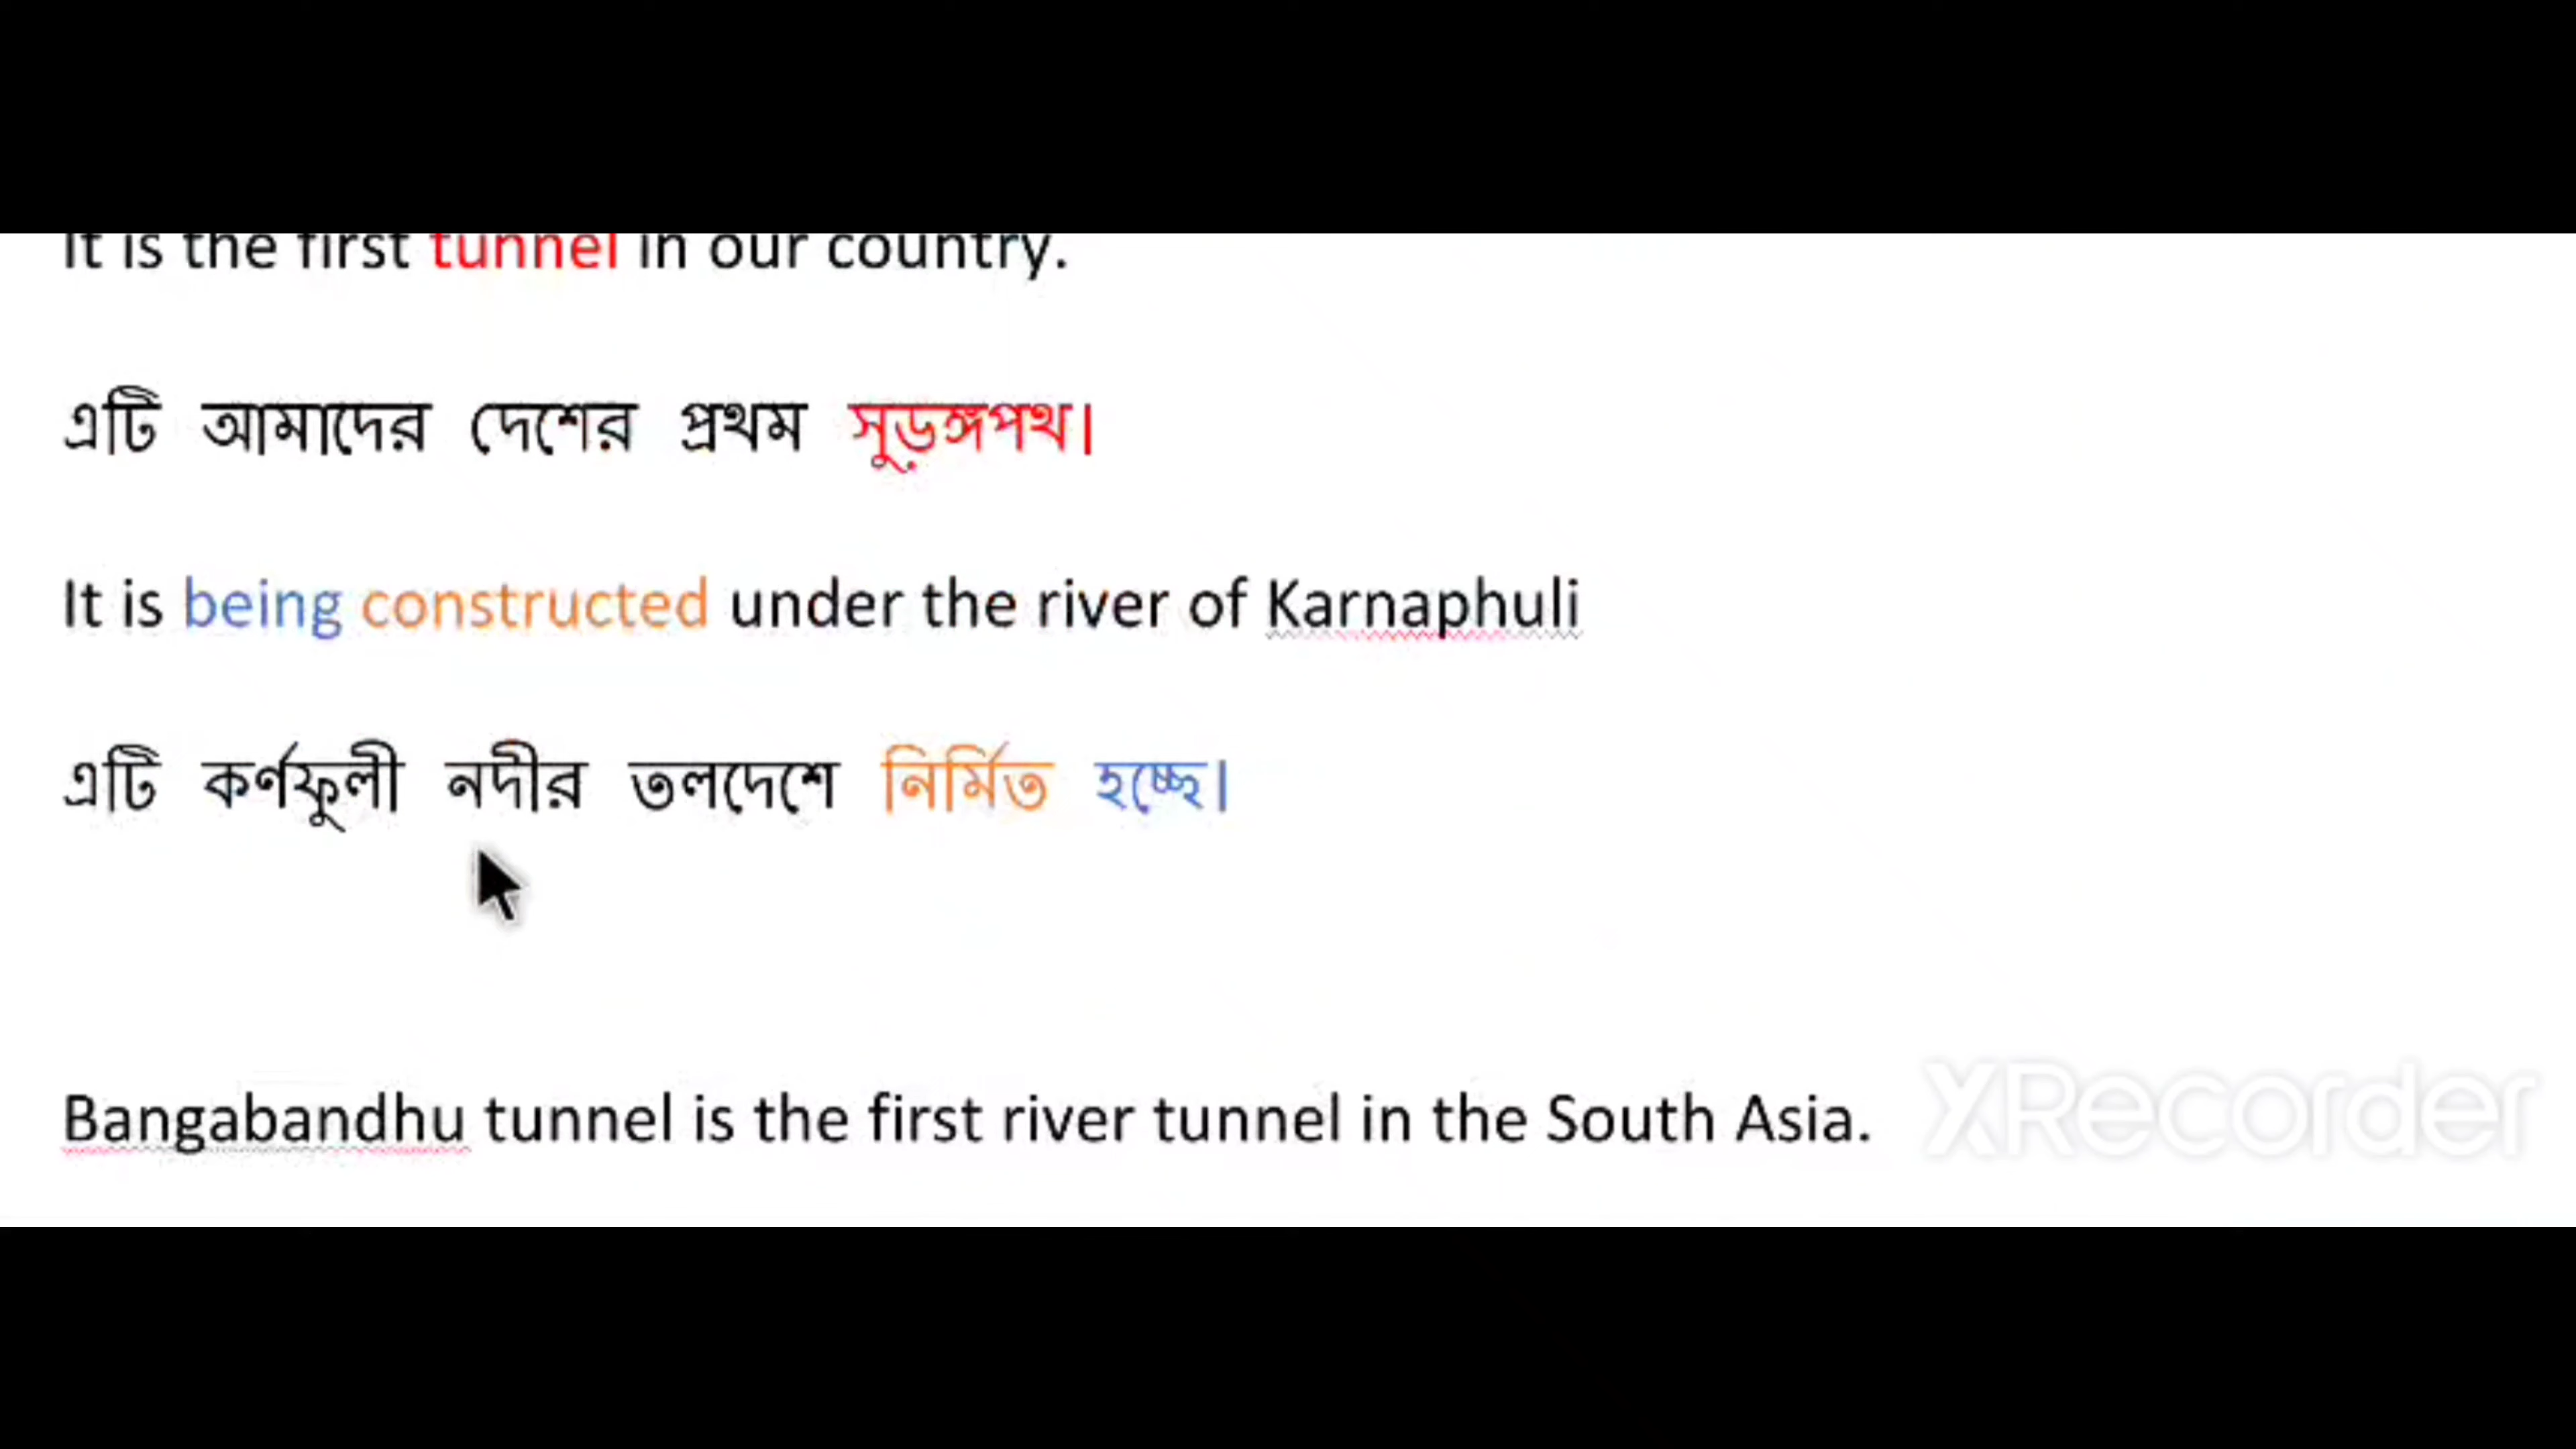 It is the first tunnel in our country.
এটি আমাদের দেশের প্রথম সুড়ঙ্গপথ।
It is being constructed under the river of Karnaphuli
এটি কর্ণফুলী নদীর তলদেশে নির্মিত হচ্ছে।
Bangabandhu tunnel is the first river tunnel in the South Asia.
XRecorder